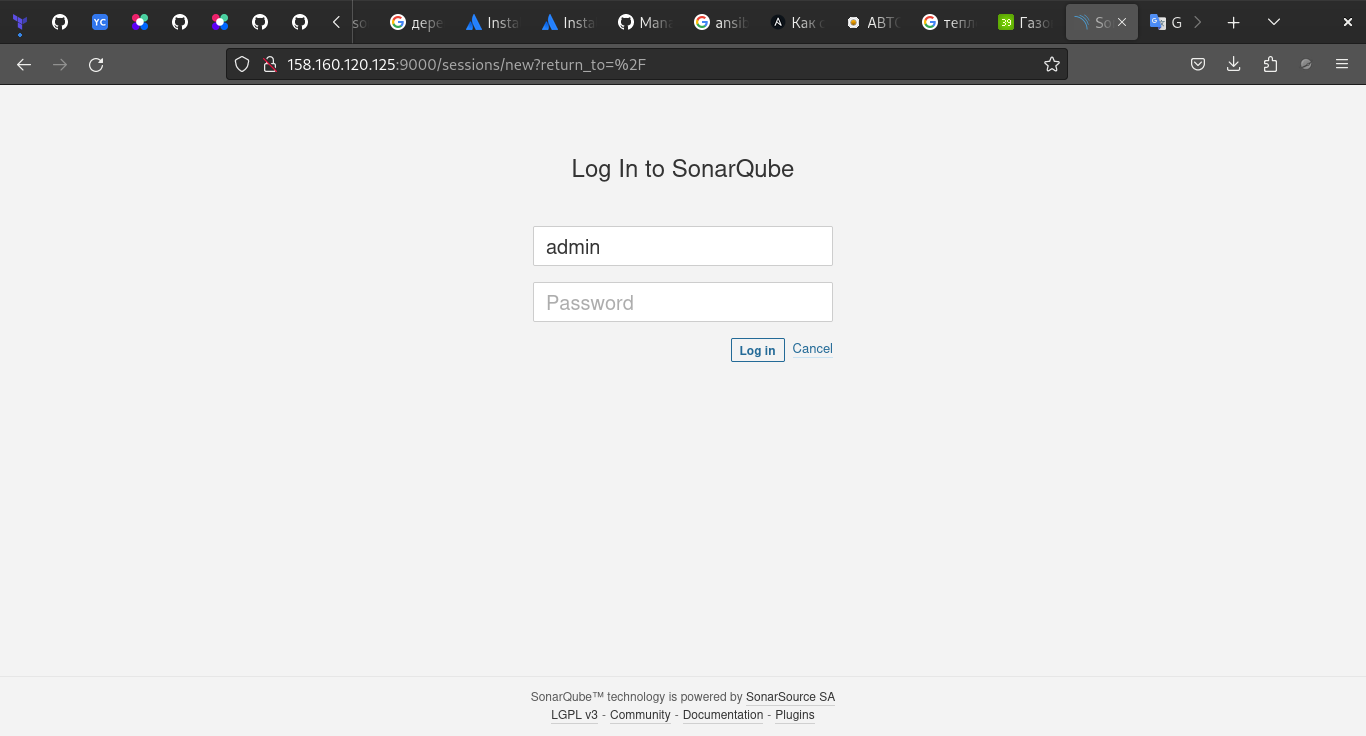 YC
so
дере
Insta
Insta
Mana
ansib
A
Как с
АВТО
тепл
39
Газо
So
G
158.160.120.125:9000/sessions/new?return_to=%2F
Log In to SonarQube
admin
Password
Log in Cancel
SonarQube™ technology is powered by SonarSource SA
LGPL v3 - Community - Documentation - Plugins